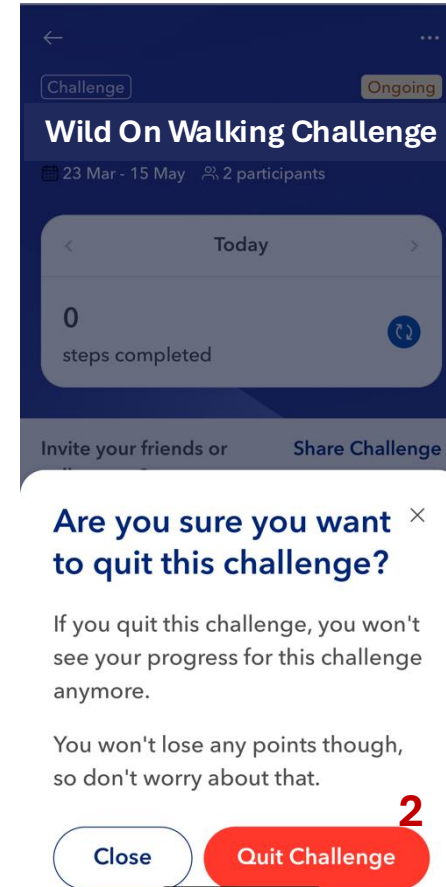 Challenge Ongoing
Wild On Walking Challenge
23 Mar - 15 May 2 participants
Today
0
steps completed
Invite your friends or Share Challenge
Are you sure you want
to quit this challenge?
If you quit this challenge, you won't
see your progress for this challenge
anymore.
You won't lose any points though,
so don't worry about that.
2
Close Quit Challenge